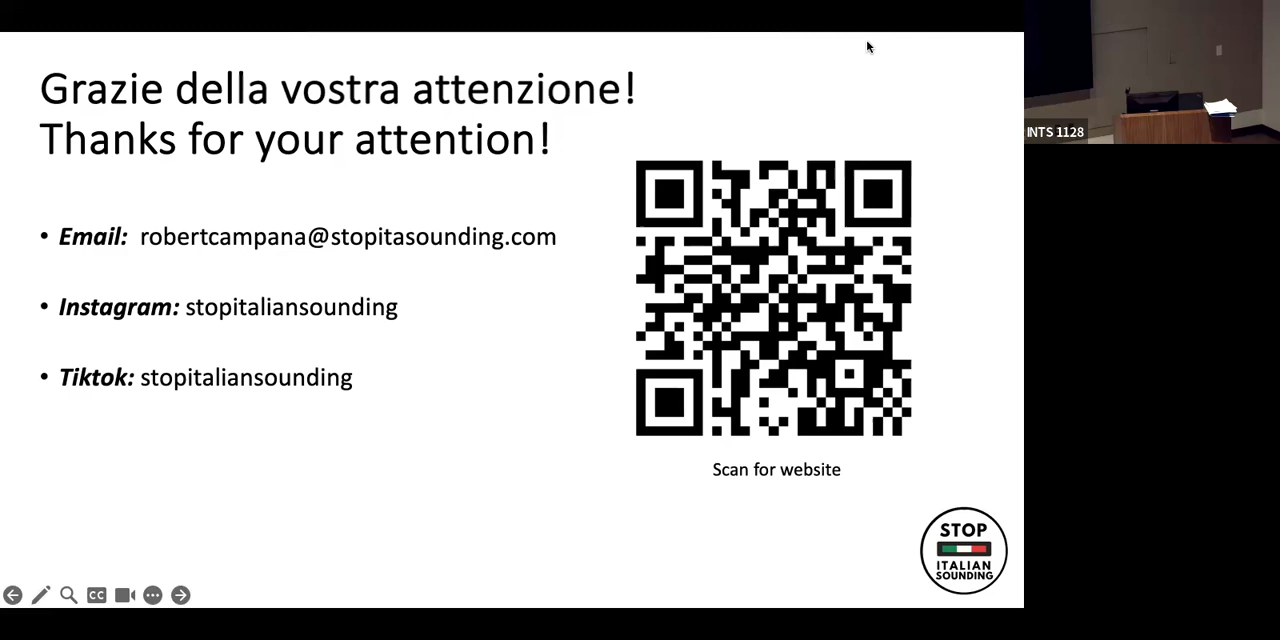 Grazie della vostra attenzione!
Thanks for your attention!
• Email: robertcampana@stopitasounding.com
• Instagram: stopitaliansounding
• Tiktok: stopitaliansounding
Scan for website
STOP
ITALIAN
SOUNDING
CC
INTS 1128